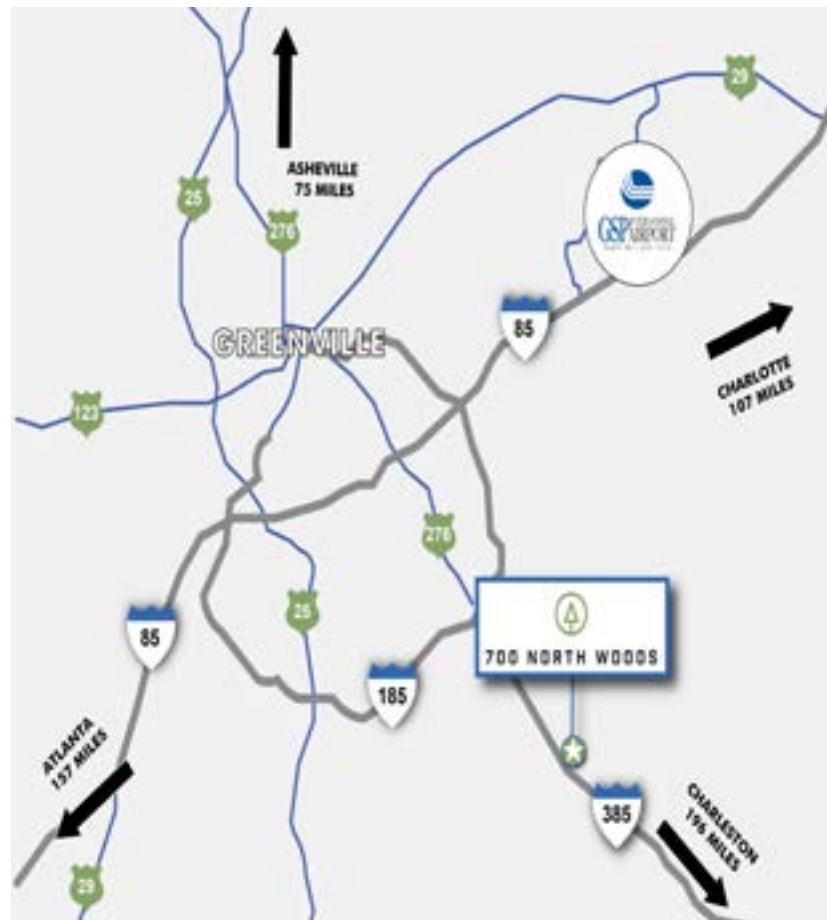 29
ASHEVILLE
75 MILES
25
276
GSP
AIRPORT
85
GREENVILLE
CHARLOTTE
107 MILES
123
276
25
85
700 NORTH WOODS
185
ATLANTA
157 MILES
385
CHARLESTON
196 MILES
29